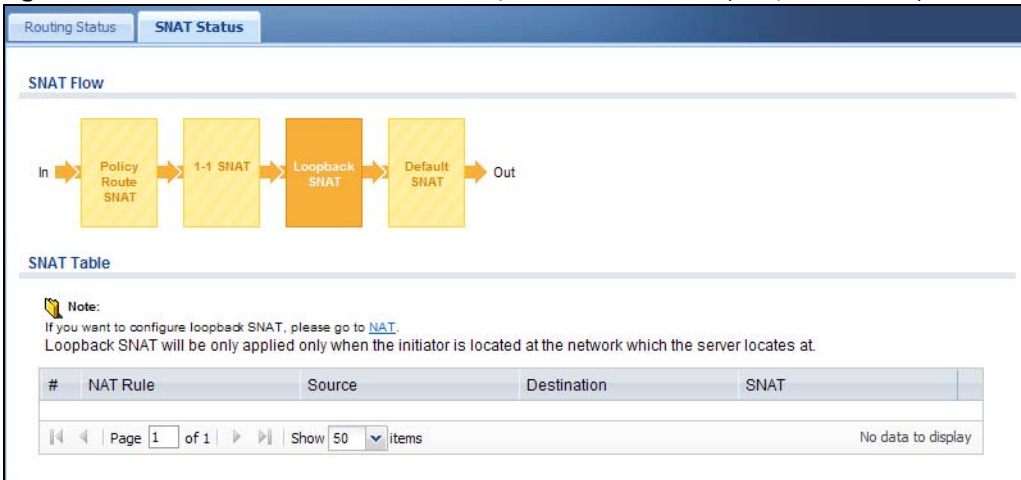 Routing Status SNAT Status
SNAT Flow
In Policy Route SNAT 1-1 SNAT Loopback SNAT Default SNAT Out
SNAT Table
Note:
If you want to configure loopback SNAT, please go to NAT.
Loopback SNAT will be only applied only when the initiator is located at the network which the server locates at.
# NAT Rule Source Destination SNAT
Page 1 of 1 Show 50 items No data to display